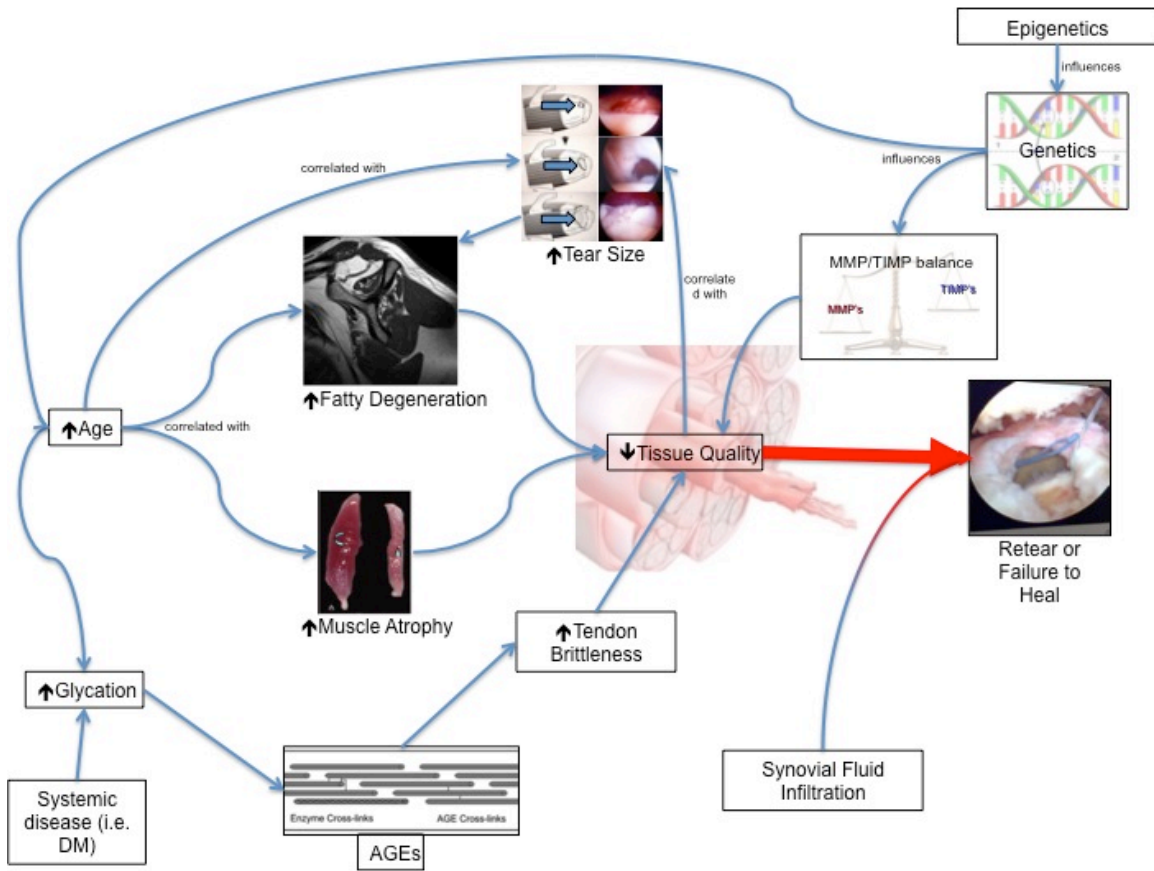 Epigenetics
influences
Genetics
influences
correlated with
↑Tear Size
MMP/TIMP balance
MMP's
TIMP's
correlate
d with
↑Fatty Degeneration
↑Age
correlated with
↓Tissue Quality
Retear or
Failure to
Heal
↑Muscle Atrophy
↑Tendon
Brittleness
↑Glycation
Synovial Fluid
Infiltration
Systemic
disease (i.e.
DM)
Enzyme Cross-links
AGE Cross-links
AGEs